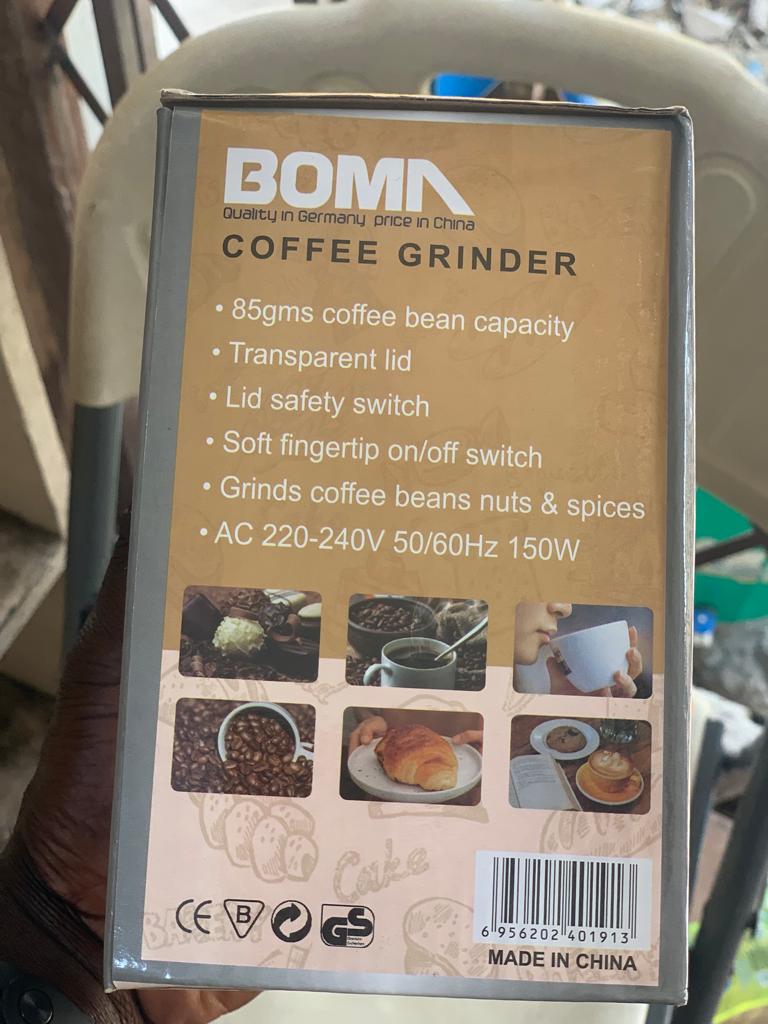 BOMA
Quality in Germany price in China
COFFEE GRINDER
• 85gms coffee bean capacity
• Transparent lid
• Lid safety switch
• Soft fingertip on/off switch
• Grinds coffee beans nuts & spices
• AC 220-240V 50/60Hz 150W
Cake
BAKERY
CE B GS
6 956202 401913
MADE IN CHINA